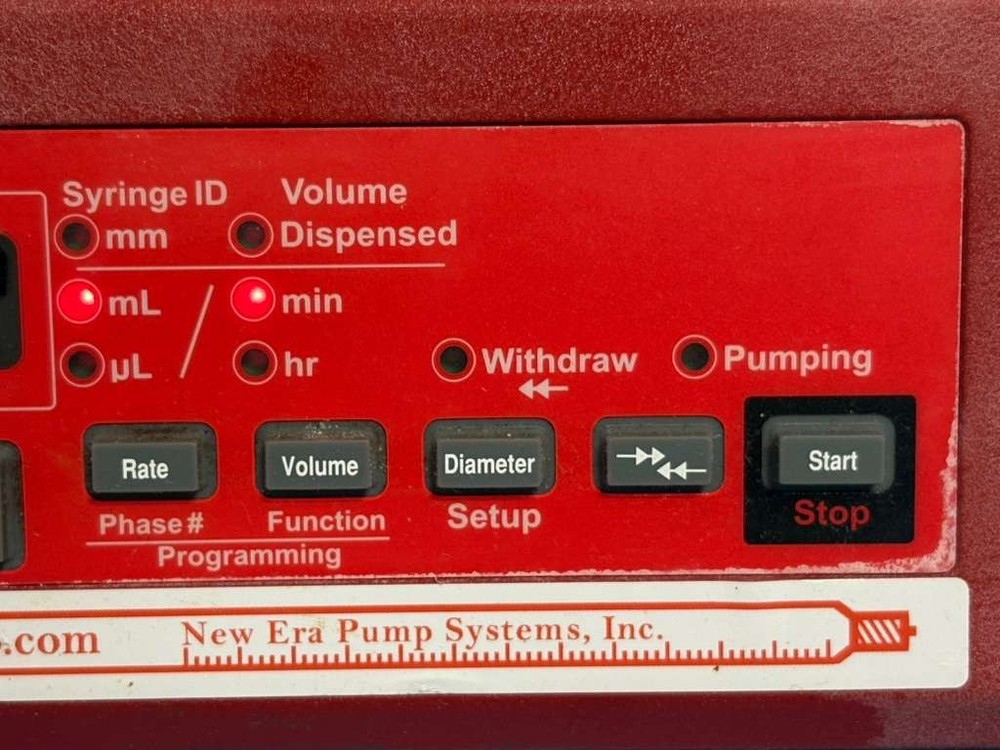 Syringe ID Volume
mm Dispensed
mL / min
µL hr
Withdraw Pumping
Rate Volume Diameter Start
Phase # Function Setup Stop
Programming
.com New Era Pump Systems, Inc.